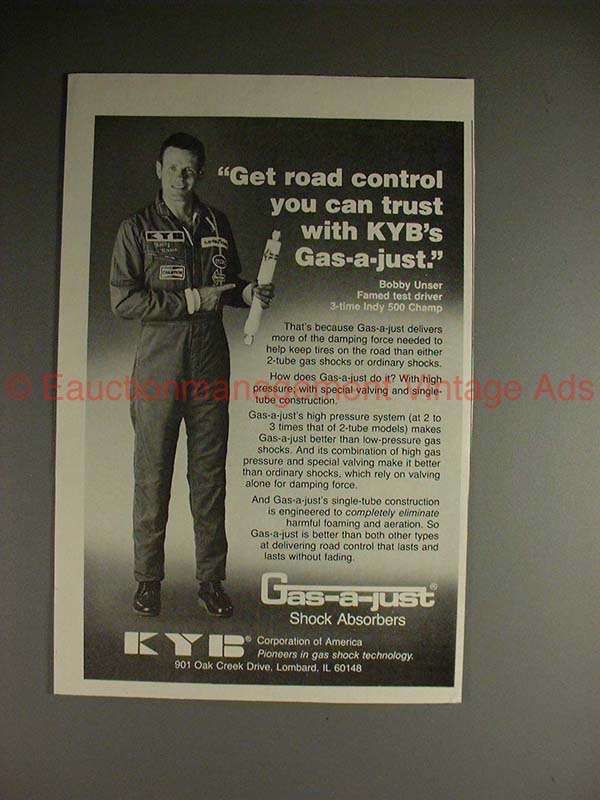 "Get road control
you can trust
with KYB's
Gas-a-just."
Bobby Unser
Famed test driver
3-time Indy 500 Champ
KYB
That's because Gas-a-just delivers
more of the damping force needed to
help keep tires on the road than either
2-tube gas shocks or ordinary shocks.
How does Gas-a-just do it? With high
pressure, with special valving and single-
tube construction.
© Eauctionmanagement Vintage Ads
Gas-a-just's high pressure system (at 2 to
3 times that of 2-tube models) makes
Gas-a-just better than low-pressure gas
shocks. And its combination of high gas
pressure and special valving make it better
than ordinary shocks, which rely on valving
alone for damping force.
And Gas-a-just's single-tube construction
is engineered to completely eliminate
harmful foaming and aeration. So
Gas-a-just is better than both other types
at delivering road control that lasts and
lasts without fading.
Gas-a-just®
Shock Absorbers
KYB® Corporation of America
Pioneers in gas shock technology.
901 Oak Creek Drive, Lombard, IL 60148